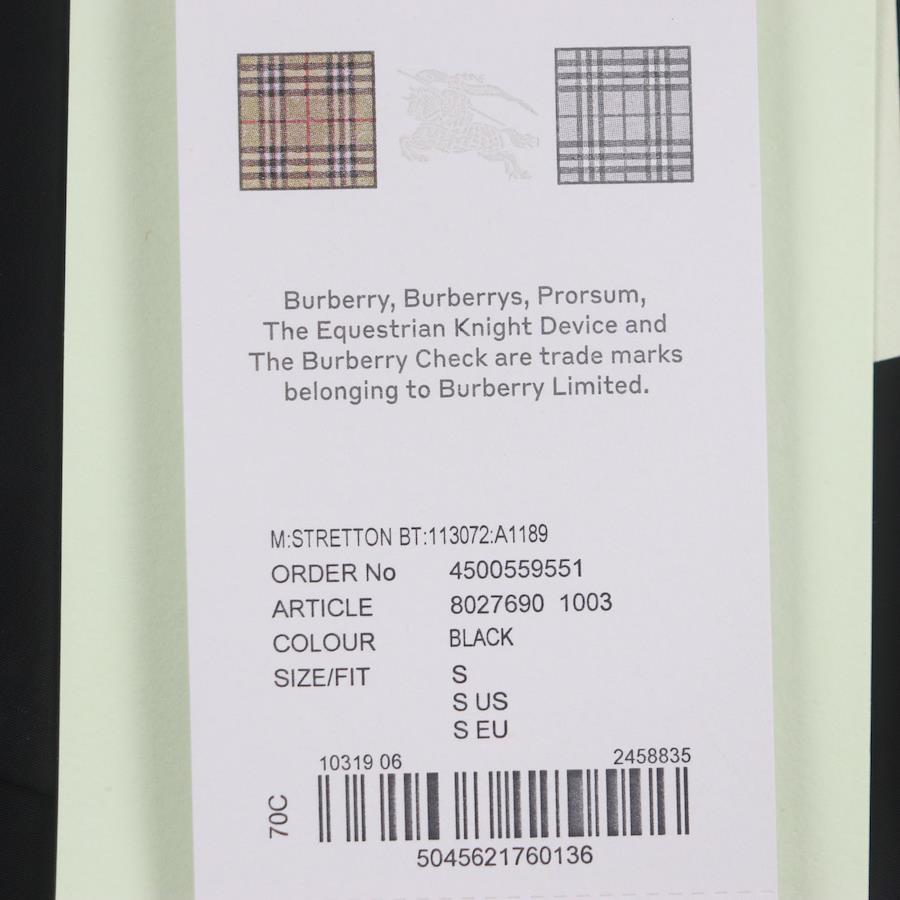 Burberry, Burberrys, Prorsum,
The Equestrian Knight Device and
The Burberry Check are trade marks
belonging to Burberry Limited.
M:STRETTON BT:113072:A1189
ORDER No 4500559551
ARTICLE 8027690 1003
COLOUR BLACK
SIZE/FIT S
S US
S EU
10319 06 2458835
70C
5045621760136